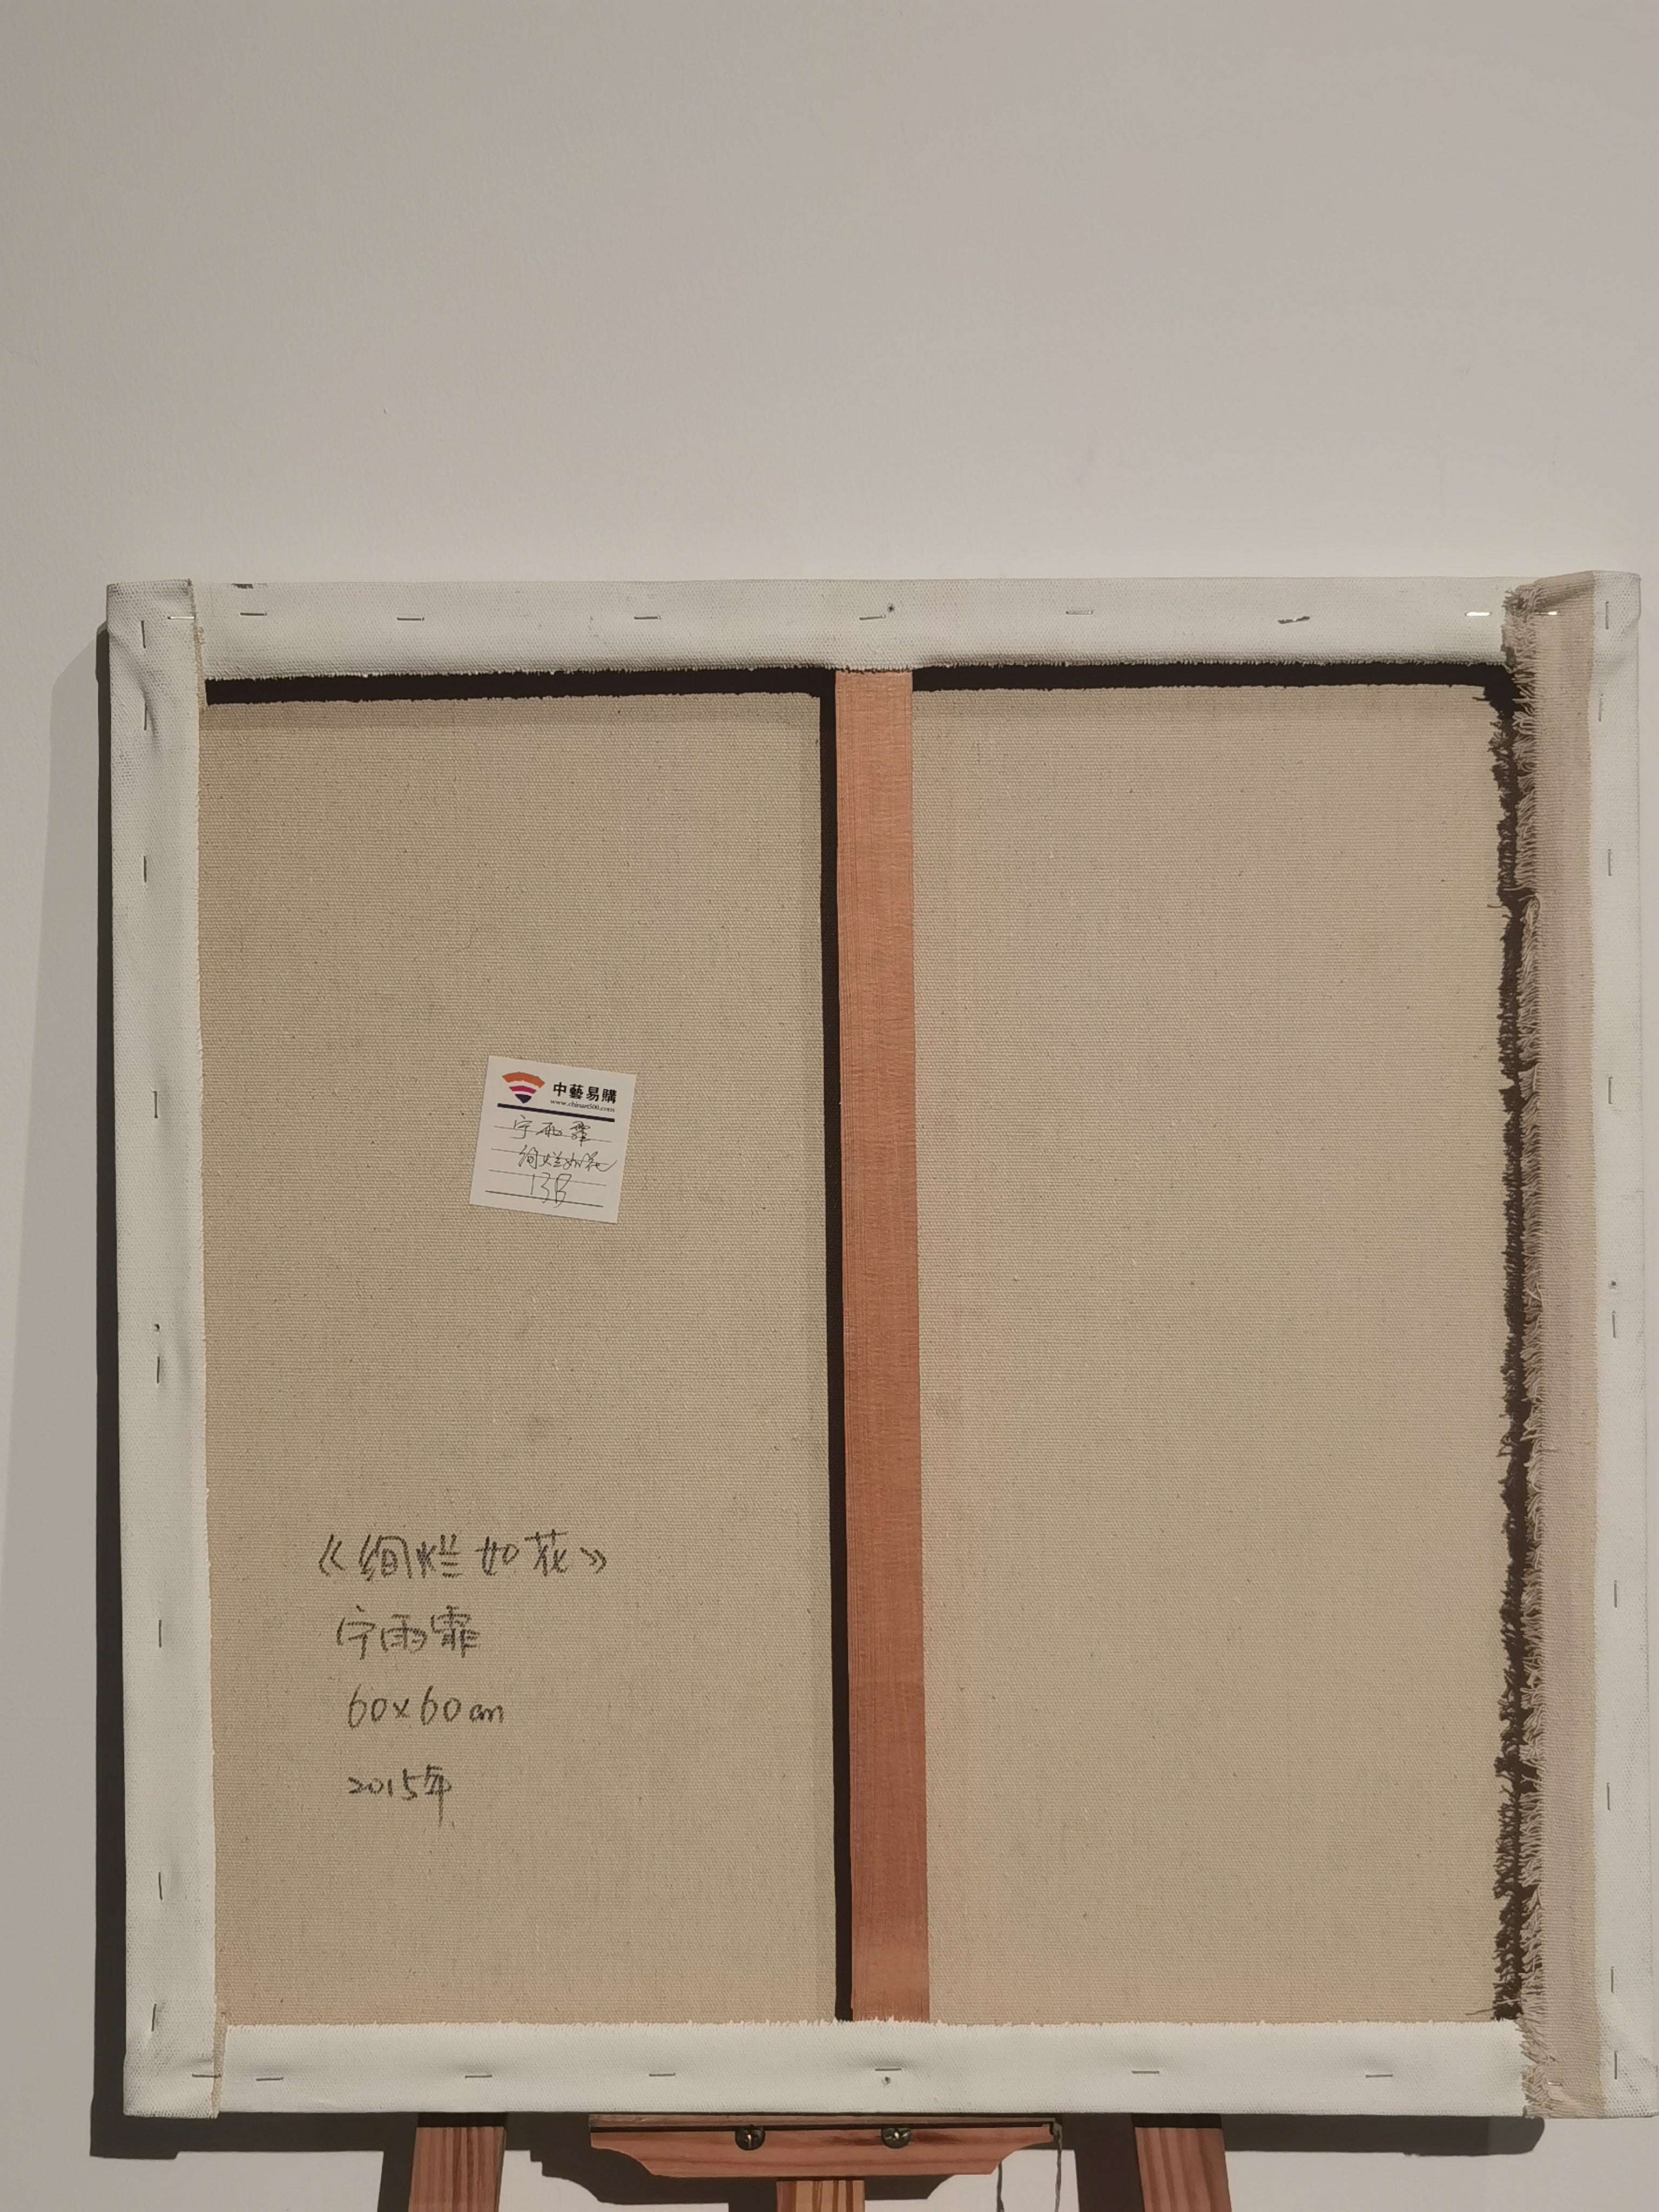 中藝易購
www.chinart500.com
宁雨霏
绚烂如花
13B
《绚烂如花》
宁雨霏
60x60cm
2015年